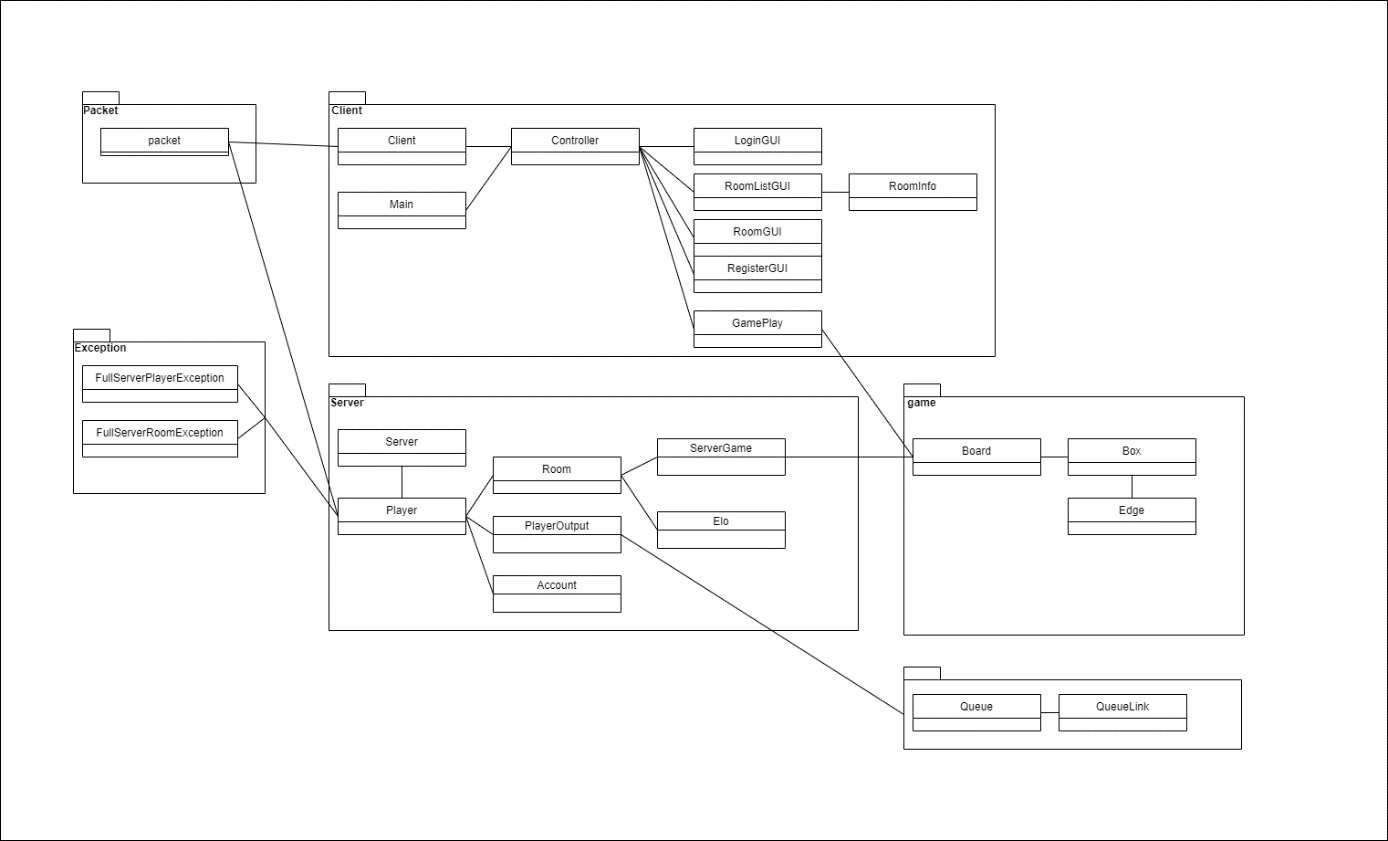 Packet
packet
Client
Client
Controller
LoginGUI
RoomListGUI
RoomInfo
Main
RoomGUI
RegisterGUI
GamePlay
Exception
FullServerPlayerException
FullServerRoomException
Server
Server
Player
Room
PlayerOutput
Account
ServerGame
Elo
game
Board
Box
Edge
Queue
QueueLink